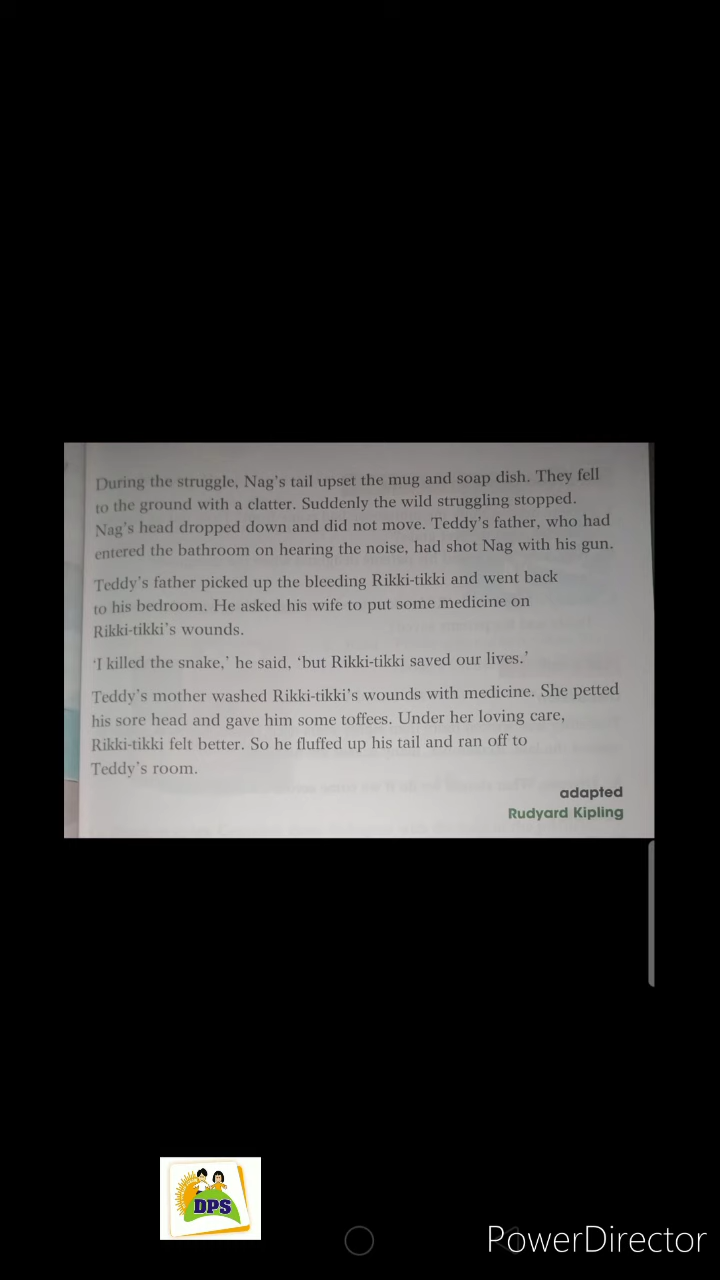 During the struggle, Nag's tail upset the mug and soap dish. They fell
to the ground with a clatter. Suddenly the wild struggling stopped.
Nag's head dropped down and did not move. Teddy's father, who had
entered the bathroom on hearing the noise, had shot Nag with his gun.
Teddy's father picked up the bleeding Rikki-tikki and went back
to his bedroom. He asked his wife to put some medicine on
Rikki-tikki's wounds.
'I killed the snake,' he said, 'but Rikki-tikki saved our lives.'
Teddy's mother washed Rikki-tikki's wounds with medicine. She petted
his sore head and gave him some toffees. Under her loving care,
Rikki-tikki felt better. So he fluffed up his tail and ran off to
Teddy's room.
adapted
Rudyard Kipling
DPS
PowerDirector